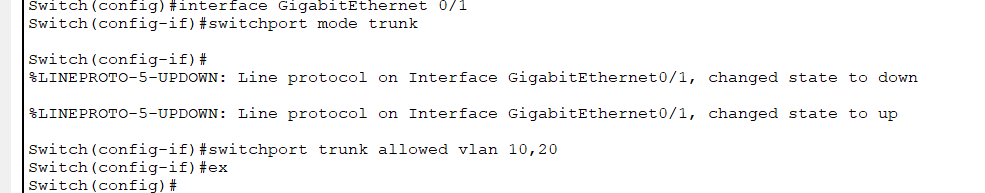 Switch(config)#interface GigabitEthernet 0/1
Switch(config-if)#switchport mode trunk
Switch(config-if)#
%LINEPROTO-5-UPDOWN: Line protocol on Interface GigabitEthernet0/1, changed state to down
%LINEPROTO-5-UPDOWN: Line protocol on Interface GigabitEthernet0/1, changed state to up
Switch(config-if)#switchport trunk allowed vlan 10,20
Switch(config-if)#ex
Switch(config)#